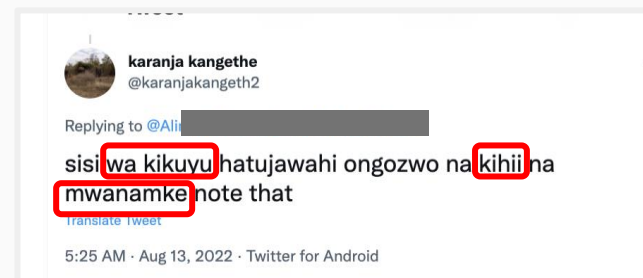 karanja kangethe
@karanjakangeth2
Replying to @Ali
sisi wa kikuyu hatujawahi ongozwo na kihii na
mwanamke note that
Translate Tweet
5:25 AM · Aug 13, 2022 · Twitter for Android